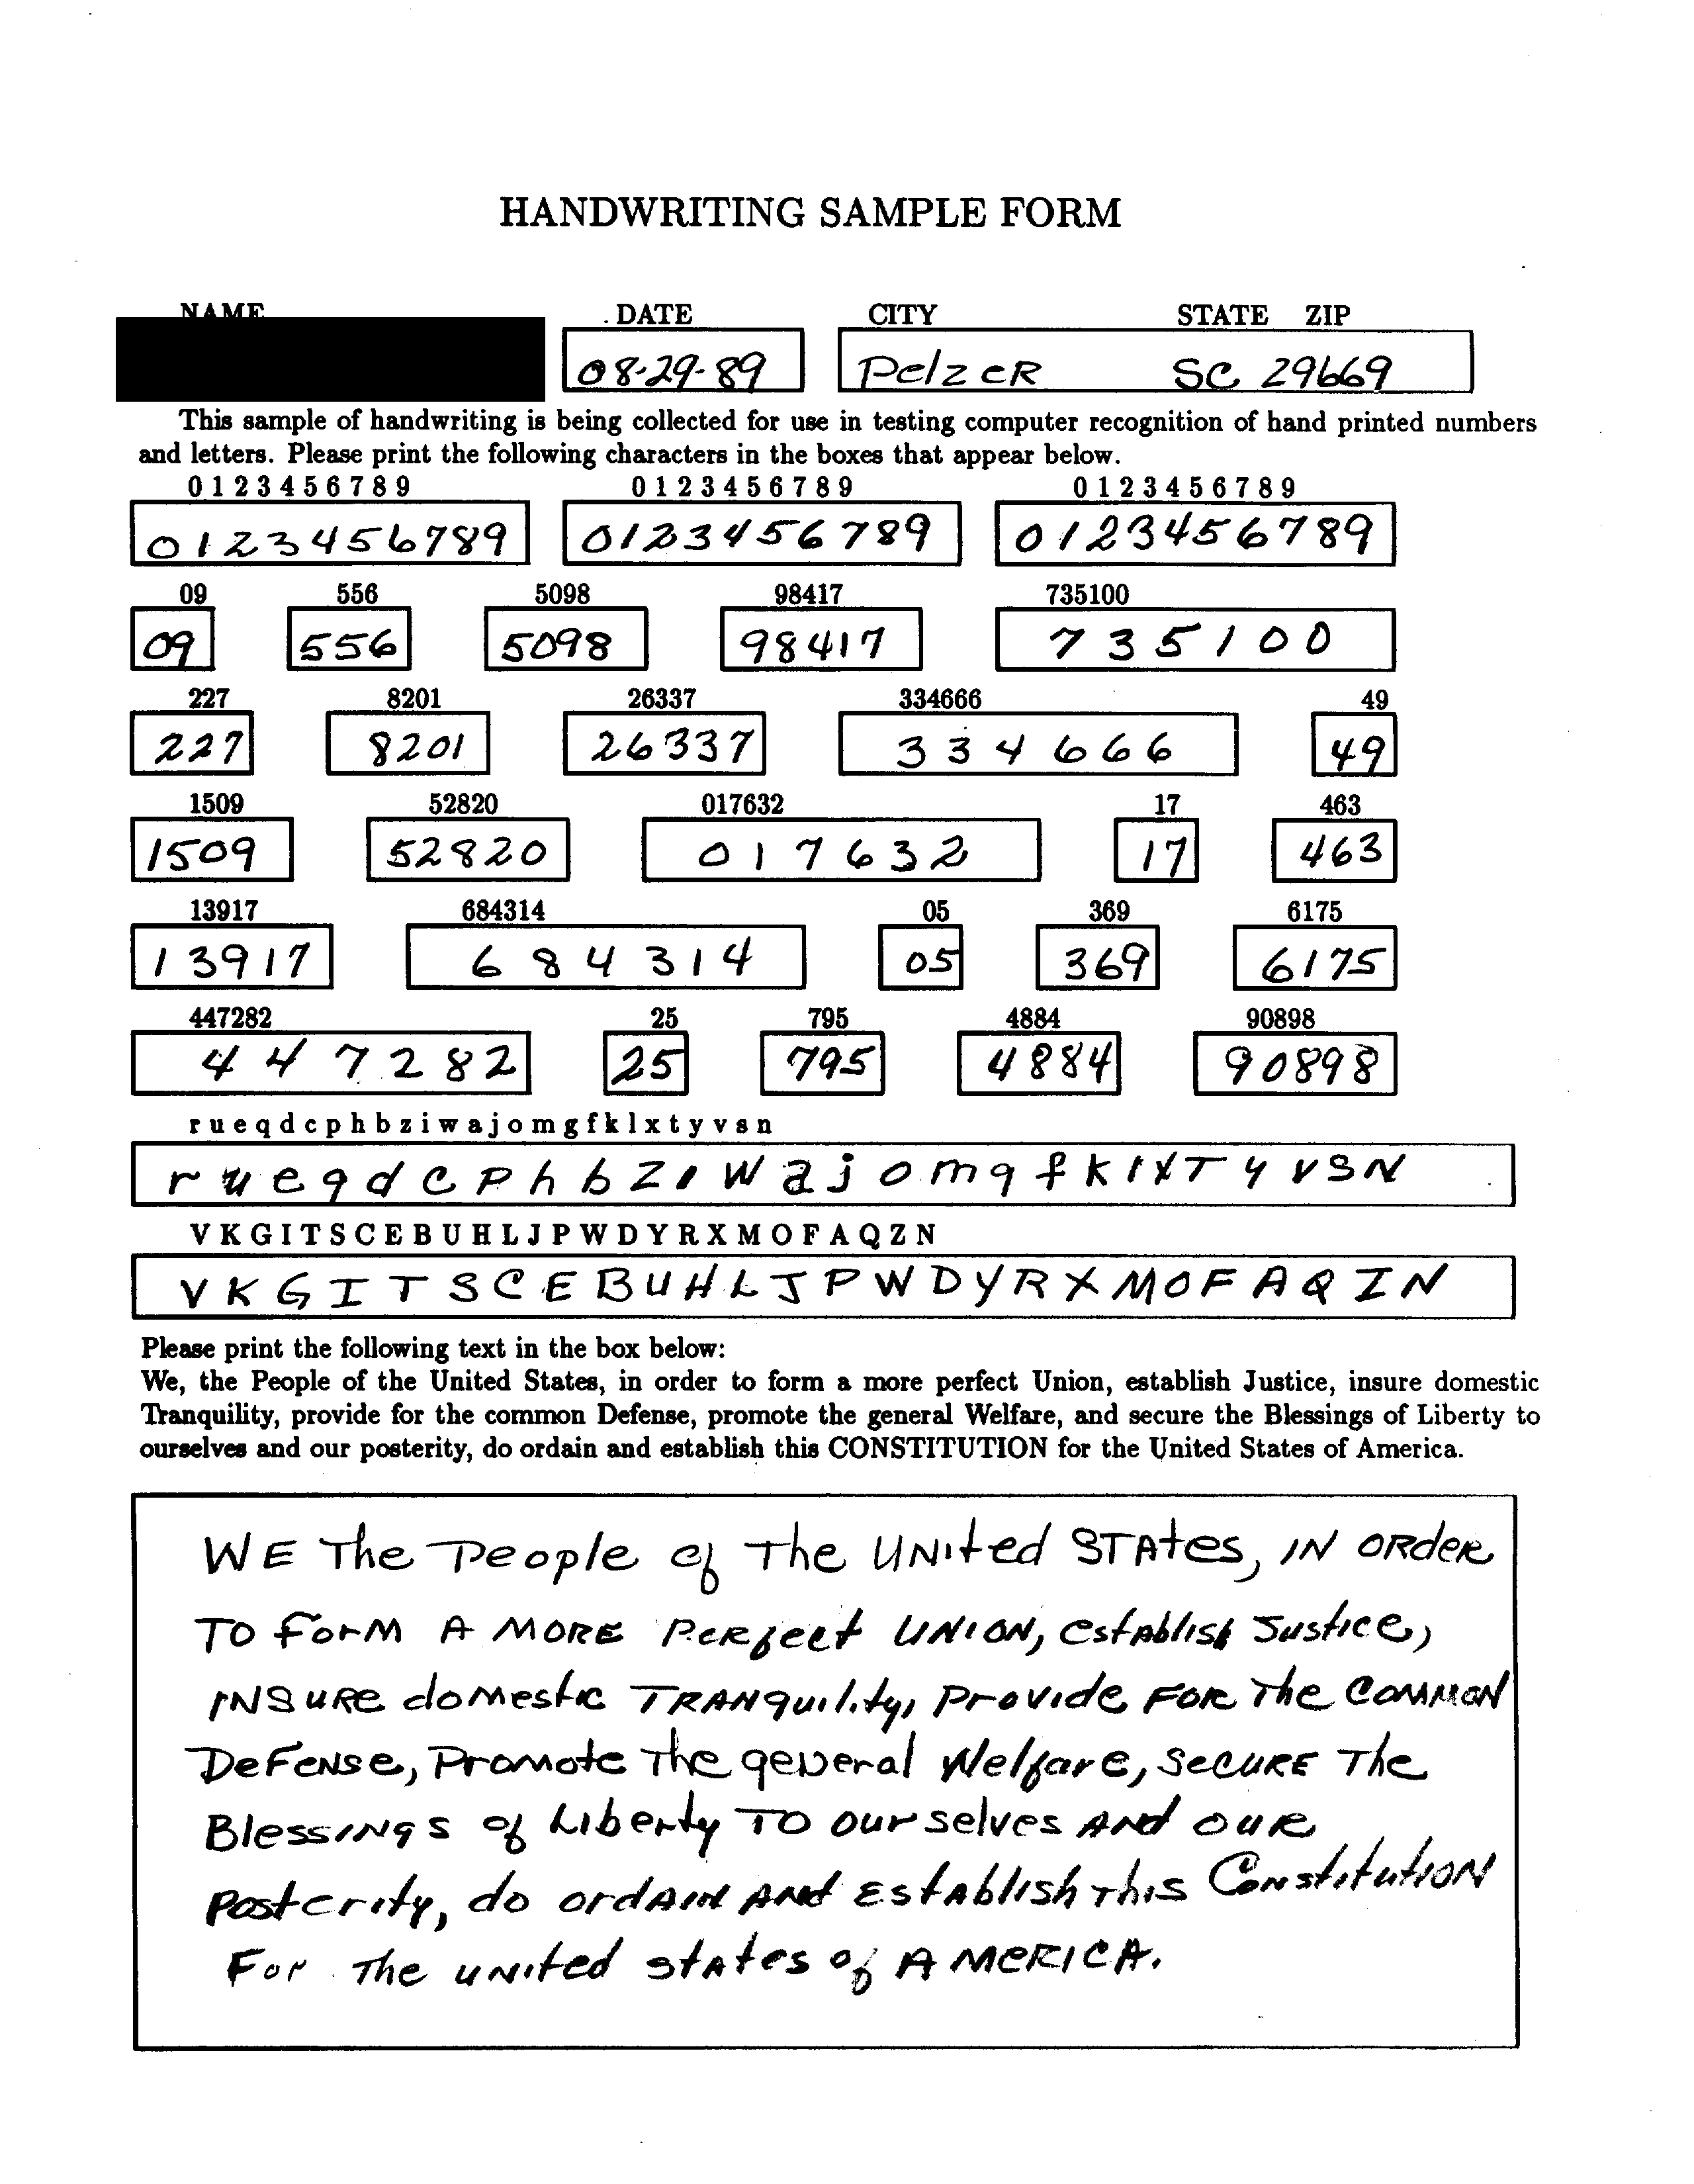 HANDWRITING SAMPLE FORM
NAME DATE CITY STATE ZIP
08-29-89 PelzeR SC 29669
This sample of handwriting is being collected for use in testing computer recognition of hand printed numbers
and letters. Please print the following characters in the boxes that appear below.
0 1 2 3 4 5 6 7 8 9 0 1 2 3 4 5 6 7 8 9 0 1 2 3 4 5 6 7 8 9
0123456789 0123456789 0123456789
09 556 5098 98417 735100
09 556 5098 98417 735100
227 8201 26337 334666 49
227 8201 26337 334666 49
1509 52820 017632 17 463
1509 52820 017632 17 463
13917 684314 05 369 6175
13917 684314 05 369 6175
447282 25 795 4884 90898
447282 25 795 4884 90898
r u e q d c p h b z i w a j o m g f k l x t y v s n
r u e q d c P h b Z i W a j o m g f k l x T y v S N
V K G I T S C E B U H L J P W D Y R X M O F A Q Z N
V K G I T S C E B U H L J P W D Y R X M O F A Q Z N
Please print the following text in the box below:
We, the People of the United States, in order to form a more perfect Union, establish Justice, insure domestic
Tranquility, provide for the common Defense, promote the general Welfare, and secure the Blessings of Liberty to
ourselves and our posterity, do ordain and establish this CONSTITUTION for the United States of America.
WE The People of The UNited STAtes, IN ORdeR
TO FoRM A MORE PeRfect UNION, estAblish Justice,
INSuRe domestic TRANquility, Provide FOR The COMMON
DeFeNse, Promote The general Welfare, SecuRE The
BlessINgs of Liberty TO ourselves ANd ouR
Posterity, do ordAIN ANd EstAblish this ConstitutioN
For The uNited stAtes of AMeRICA.